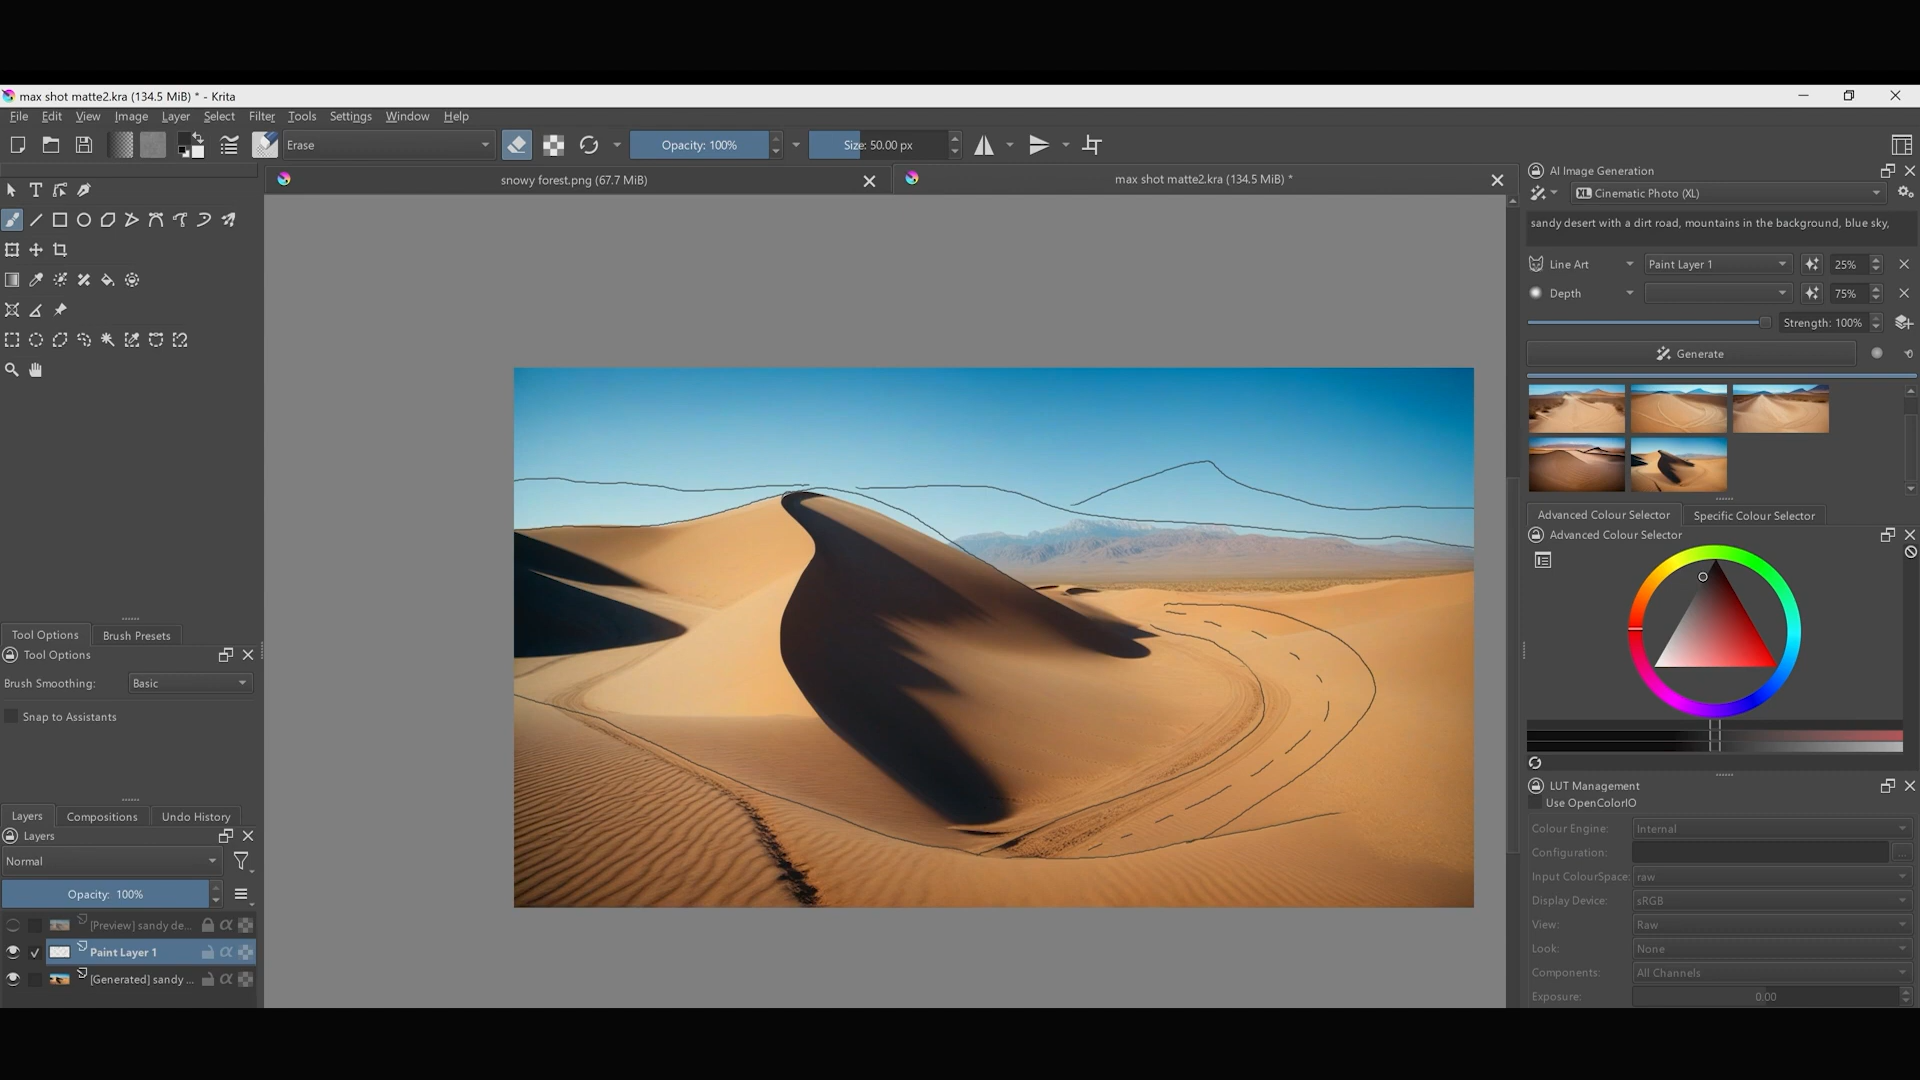 max shot matte2.kra (134.5 MiB) * - Krita
File Edit View Image Layer Select Filter Tools Settings Window Help
Erase
Opacity: 100%
Size: 50.00 px
snowy forest.png (67.7 MiB)
max shot matte2.kra (134.5 MiB) *
AI Image Generation
XL Cinematic Photo (XL)
sandy desert with a dirt road, mountains in the background, blue sky,
Line Art Paint Layer 1 25%
Depth 75%
Strength: 100%
Generate
Advanced Colour Selector Specific Colour Selector
Advanced Colour Selector
Tool Options Brush Presets
Tool Options
Brush Smoothing: Basic
Snap to Assistants
Layers Compositions Undo History
Layers
Normal
Opacity: 100%
[Preview] sandy de...
Paint Layer 1
[Generated] sandy ...
LUT Management
Use OpenColorIO
Colour Engine: Internal
Configuration: ...
Input ColourSpace: raw
Display Device: sRGB
View: Raw
Look: None
Components: All Channels
Exposure: 0.00